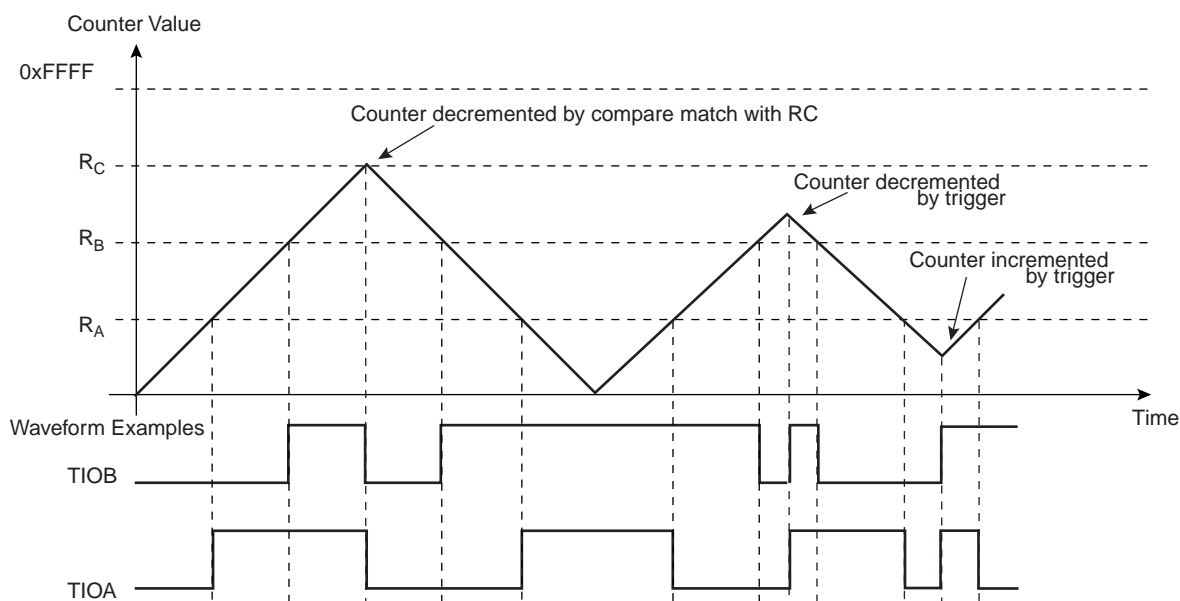 Counter Value
0xFFFF
Counter decremented by compare match with RC
RC
Counter decremented
by trigger
RB
Counter incremented
by trigger
RA
Time
Waveform Examples
TIOB
TIOA